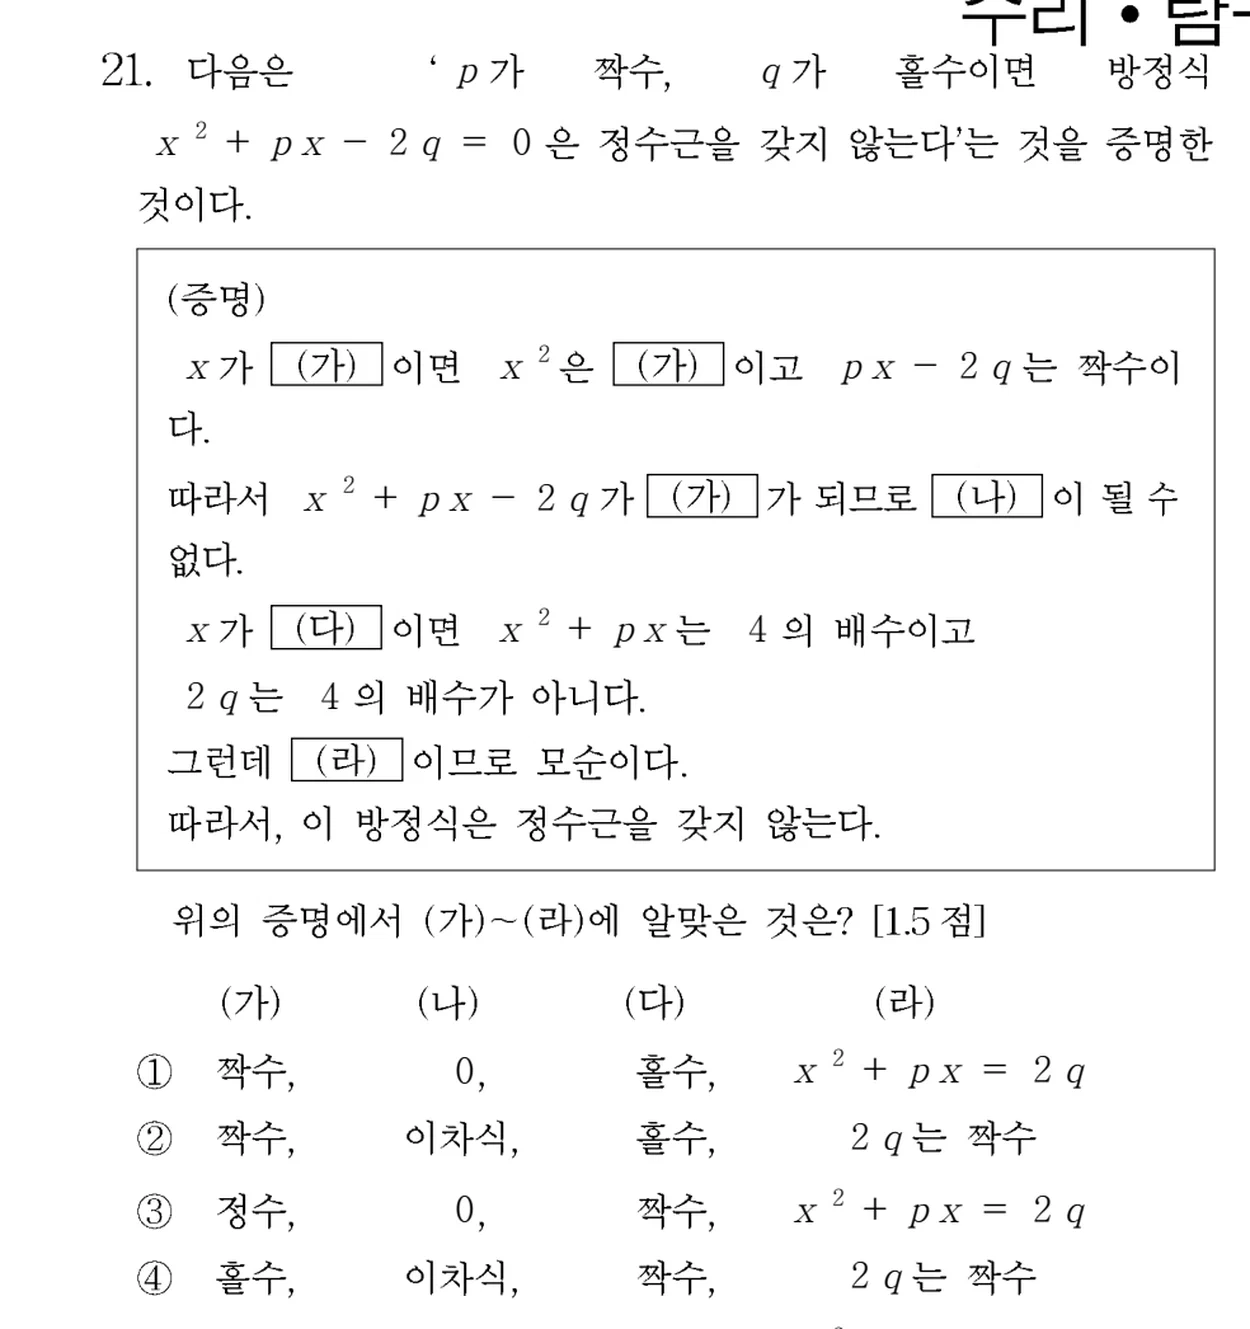 수리 • 탐구
21. 다음은 ‘ p가 짝수, q가 홀수이면 방정식
x² + px − 2q = 0은 정수근을 갖지 않는다’는 것을 증명한
것이다.
(증명)
x가 (가) 이면 x²은 (가) 이고 px − 2q는 짝수이
다.
따라서 x² + px − 2q가 (가) 가 되므로 (나) 이 될 수
없다.
x가 (다) 이면 x² + px는 4의 배수이고
2q는 4의 배수가 아니다.
그런데 (라) 이므로 모순이다.
따라서, 이 방정식은 정수근을 갖지 않는다.
위의 증명에서 (가)~(라)에 알맞은 것은? [1.5점]
(가) (나) (다) (라)
① 짝수, 0, 홀수, x² + px = 2q
② 짝수, 이차식, 홀수, 2q는 짝수
③ 정수, 0, 짝수, x² + px = 2q
④ 홀수, 이차식, 짝수, 2q는 짝수